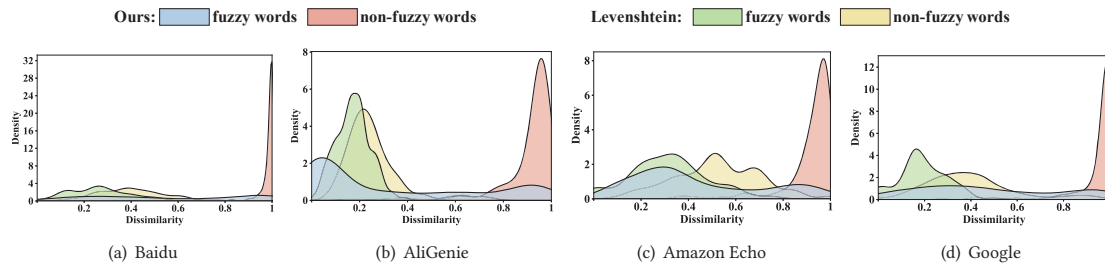 Ours: fuzzy words non-fuzzy words Levenshtein: fuzzy words non-fuzzy words
32
28
24
20
16
12
8
4
0
Density
0.2 0.4 0.6 0.8 1
Dissimilarity
(a) Baidu
8
6
4
2
0
Density
0.2 0.4 0.6 0.8 1
Dissimilarity
(b) AliGenie
8
6
4
2
0
Density
0.2 0.4 0.6 0.8 1
Dissimilarity
(c) Amazon Echo
12
10
8
6
4
2
0
Density
0.2 0.4 0.6 0.8 1
Dissimilarity
(d) Google